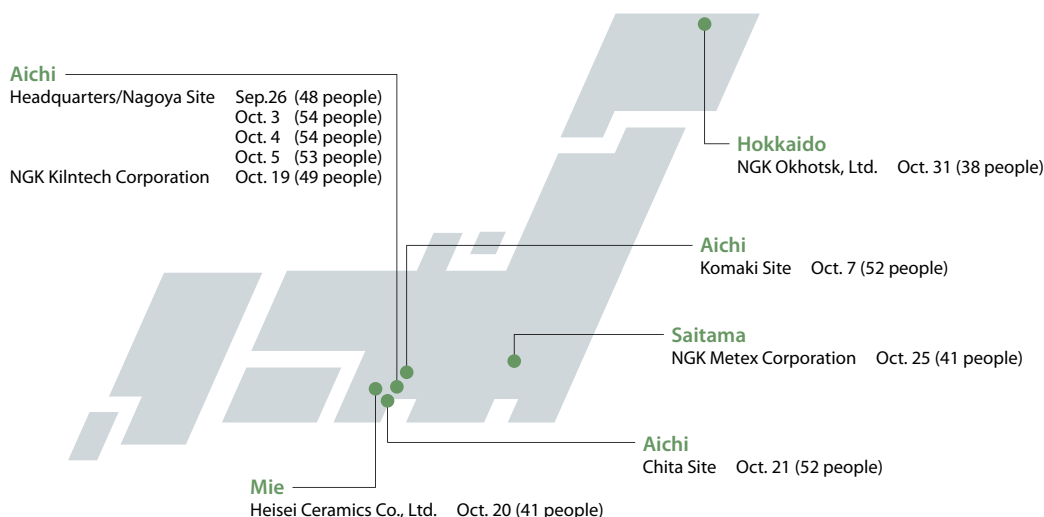 Aichi
Headquarters/Nagoya Site Sep.26 (48 people)
Oct. 3 (54 people)
Oct. 4 (54 people)
Oct. 5 (53 people)
NGK Kilntech Corporation Oct. 19 (49 people)
Hokkaido
NGK Okhotsk, Ltd. Oct. 31 (38 people)
Aichi
Komaki Site Oct. 7 (52 people)
Saitama
NGK Metex Corporation Oct. 25 (41 people)
Aichi
Chita Site Oct. 21 (52 people)
Mie
Heisei Ceramics Co., Ltd. Oct. 20 (41 people)